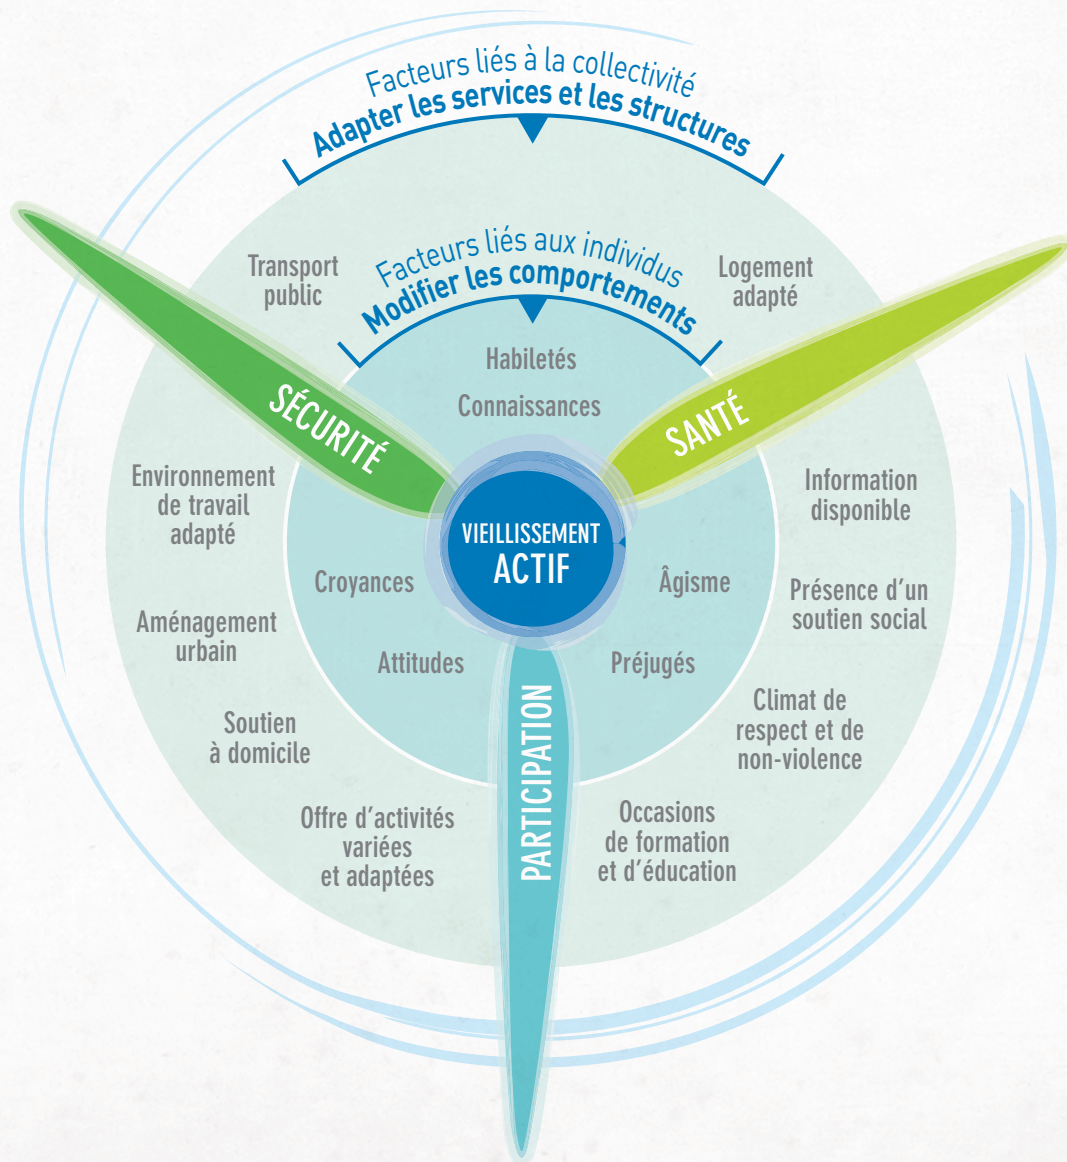 Facteurs liés à la collectivité
Adapter les services et les structures
Facteurs liés aux individus
Modifier les comportements
Transport
public
Logement
adapté
Habiletés
Connaissances
SÉCURITÉ
SANTÉ
Environnement
de travail
adapté
Information
disponible
VIEILLISSEMENT
ACTIF
Croyances
Âgisme
Présence d’un
soutien social
Aménagement
urbain
Attitudes
Préjugés
PARTICIPATION
Climat de
respect et de
non-violence
Soutien
à domicile
Offre d’activités
variées
et adaptées
Occasions
de formation
et d’éducation